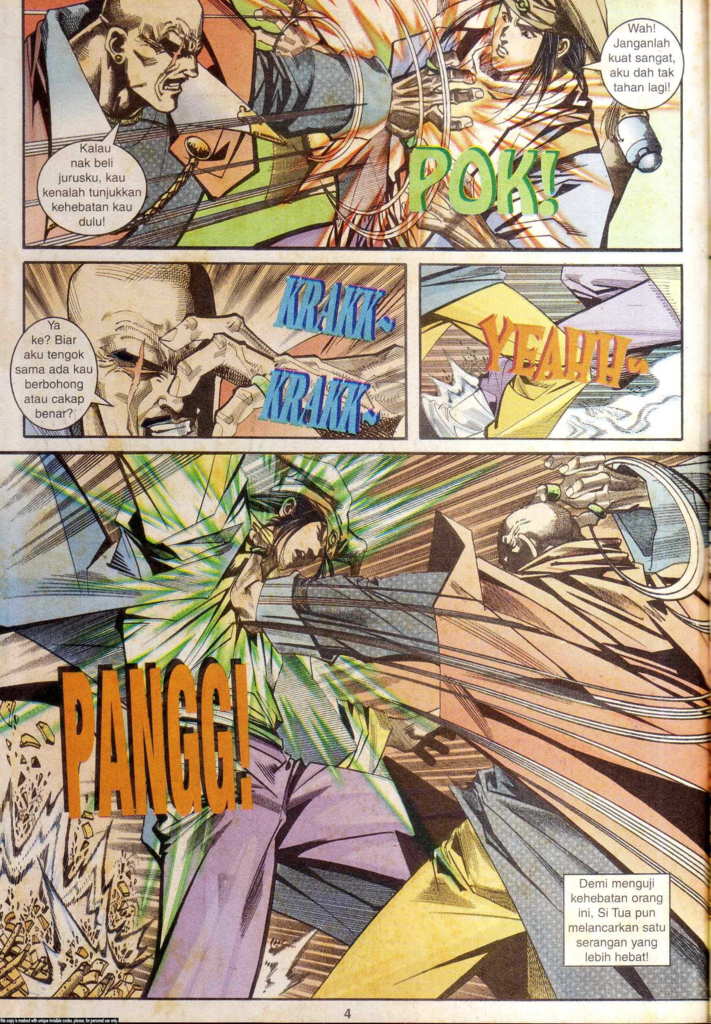 Wah!
Janganlah
kuat sangat,
aku dah tak
tahan lagi!
Kalau
nak beli
jurusku, kau
kenalah tunjukkan
kehebatan kau
dulu!
POK!
Ya
ke? Biar
aku tengok
sama ada kau
berbohong
atau cakap
benar?
KRAKK~
KRAKK~
YEAHH~
PANGG!
Demi menguji
kehebatan orang
ini, Si Tua pun
melancarkan satu
serangan yang
lebih hebat!
4